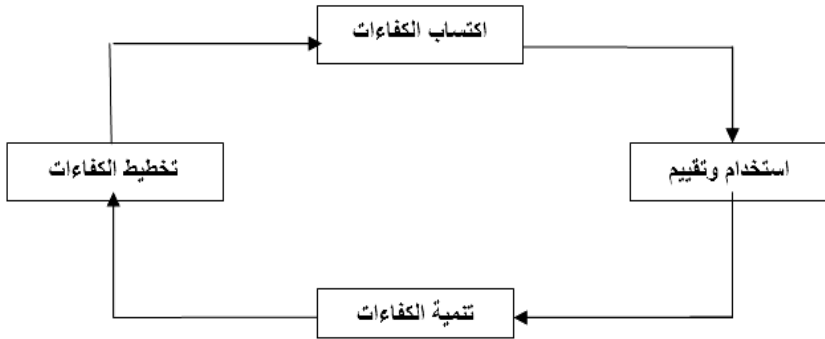 اكتساب الكفاءات
استخدام وتقييم
تخطيط الكفاءات
تنمية الكفاءات